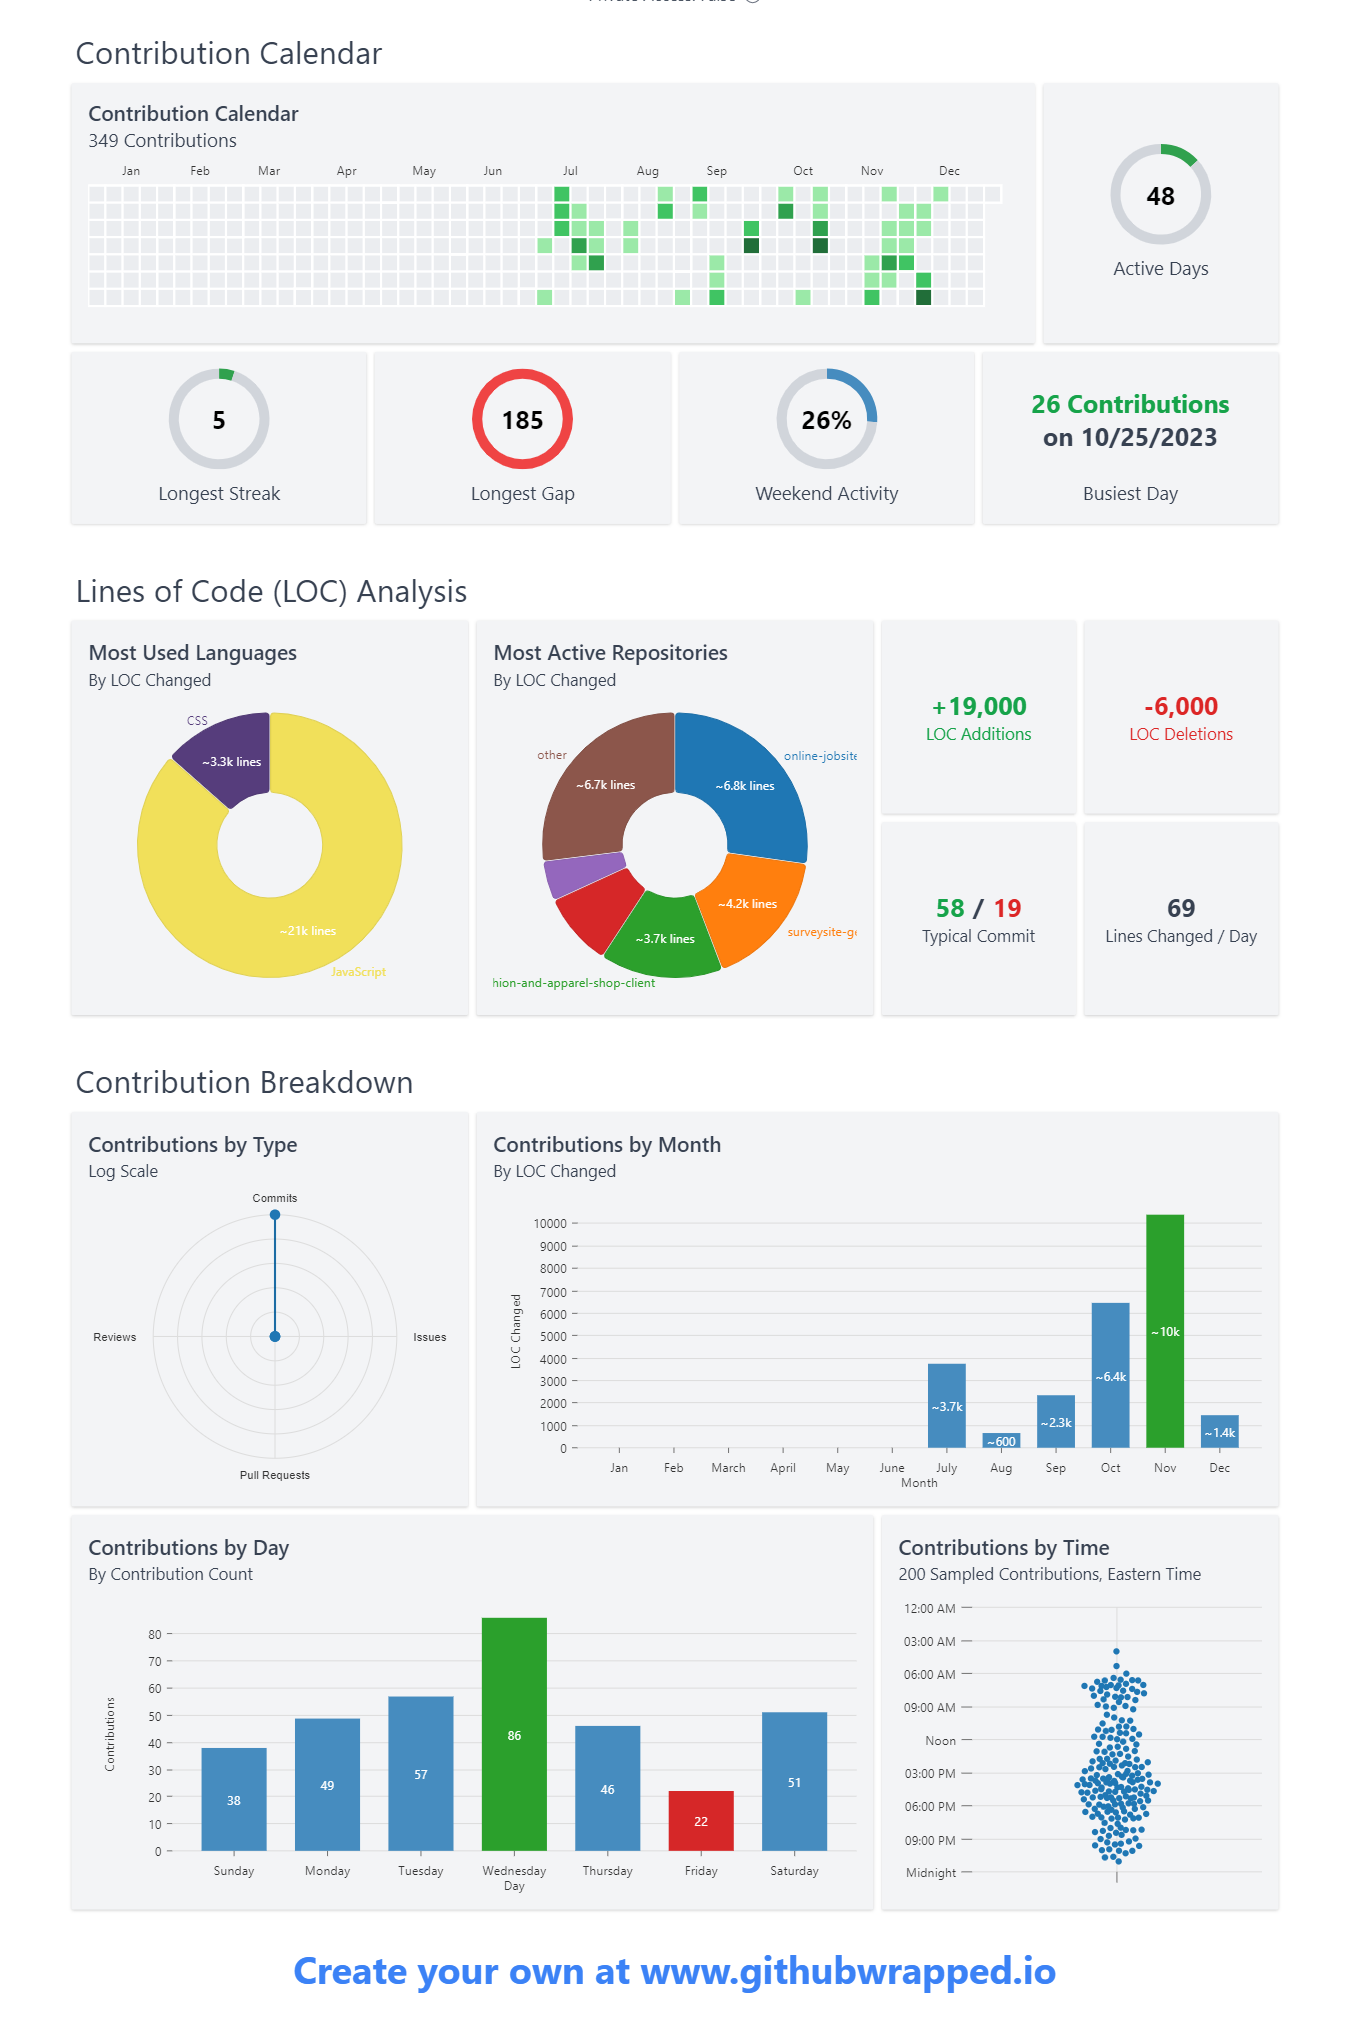 Contribution Calendar
Contribution Calendar
349 Contributions
Jan Feb Mar Apr May Jun Jul Aug Sep Oct Nov Dec
48
Active Days
5
Longest Streak
185
Longest Gap
26%
Weekend Activity
26 Contributions
on 10/25/2023
Busiest Day
Lines of Code (LOC) Analysis
Most Used Languages
By LOC Changed
CSS
~3.3k lines
~21k lines
JavaScript
Most Active Repositories
By LOC Changed
other
online-jobsite
~6.7k lines
~6.8k lines
~4.2k lines
surveysite-
~3.7k lines
hion-and-apparel-shop-client
+19,000
LOC Additions
-6,000
LOC Deletions
58 / 19
Typical Commit
69
Lines Changed / Day
Contribution Breakdown
Contributions by Type
Log Scale
Commits
Reviews
Issues
Pull Requests
Contributions by Month
By LOC Changed
10000
9000
8000
7000
6000
5000
4000
3000
2000
1000
0
LOC Changed
~3.7k
~600
~2.3k
~6.4k
~10k
~1.4k
Jan Feb March April May June July Aug Sep Oct Nov Dec
Month
Contributions by Day
By Contribution Count
80
70
60
50
40
30
20
10
0
Contributions
38
49
57
86
46
22
51
Sunday Monday Tuesday Wednesday Thursday Friday Saturday
Day
Contributions by Time
200 Sampled Contributions, Eastern Time
12:00 AM
03:00 AM
06:00 AM
09:00 AM
Noon
03:00 PM
06:00 PM
09:00 PM
Midnight
Create your own at www.githubwrapped.io